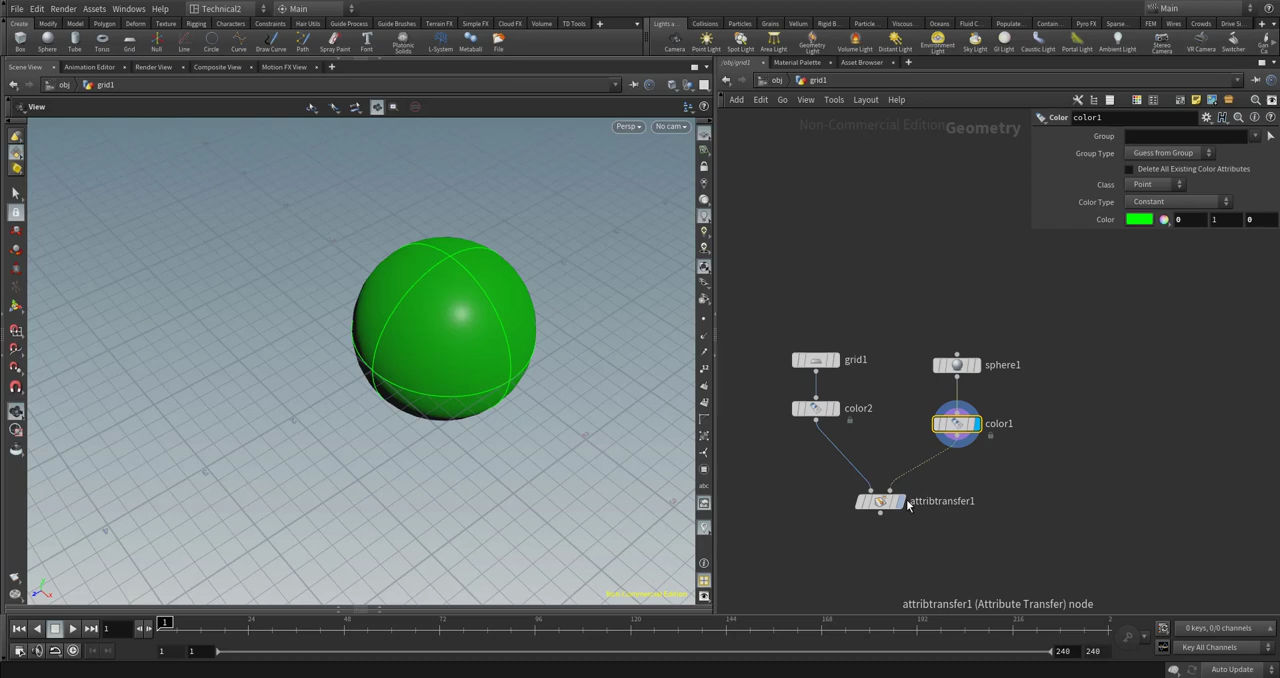 File Edit Render Assets Windows Help Technical2 Main Main
Create Modify Model Polygon Deform Texture Rigging Characters Constraints Hair Utils Guide Process Guide Brushes Terrain FX Simple FX Cloud FX Volume TD Tools Lights a Collisions Particles Grains Vellum Rigid B Particle Viscous Oceans Fluid C Populate Contain Pyro FX Sparse FEM Wires Crowds Drive Si
Box Sphere Tube Torus Grid Null Line Circle Curve Draw Curve Path Spray Paint Font Platonic Solids L-System Metaball File Camera Point Light Spot Light Area Light Geometry Light Volume Light Distant Light Environment Light Sky Light GI Light Caustic Light Portal Light Ambient Light Stereo Camera VR Camera Switcher
Scene View Animation Editor Render View Composite View Motion FX View /obj/grid1 Material Palette Asset Browser
obj grid1 obj grid1
View Add Edit Go View Tools Layout Help
Persp No cam Non-Commercial Edition Geometry
Color color1
Group
Group Type Guess from Group
Delete All Existing Color Attributes
Class Point
Color Type Constant
Color 0 1 0
grid1 sphere1
color2 color1
attribtransfer1
abc
Non-Commercial Edition
attribtransfer1 (Attribute Transfer) node
1 1 24 48 72 96 120 144 168 192 216 2
0 keys, 0/0 channels
1 1 240 240 Key All Channels
Auto Update